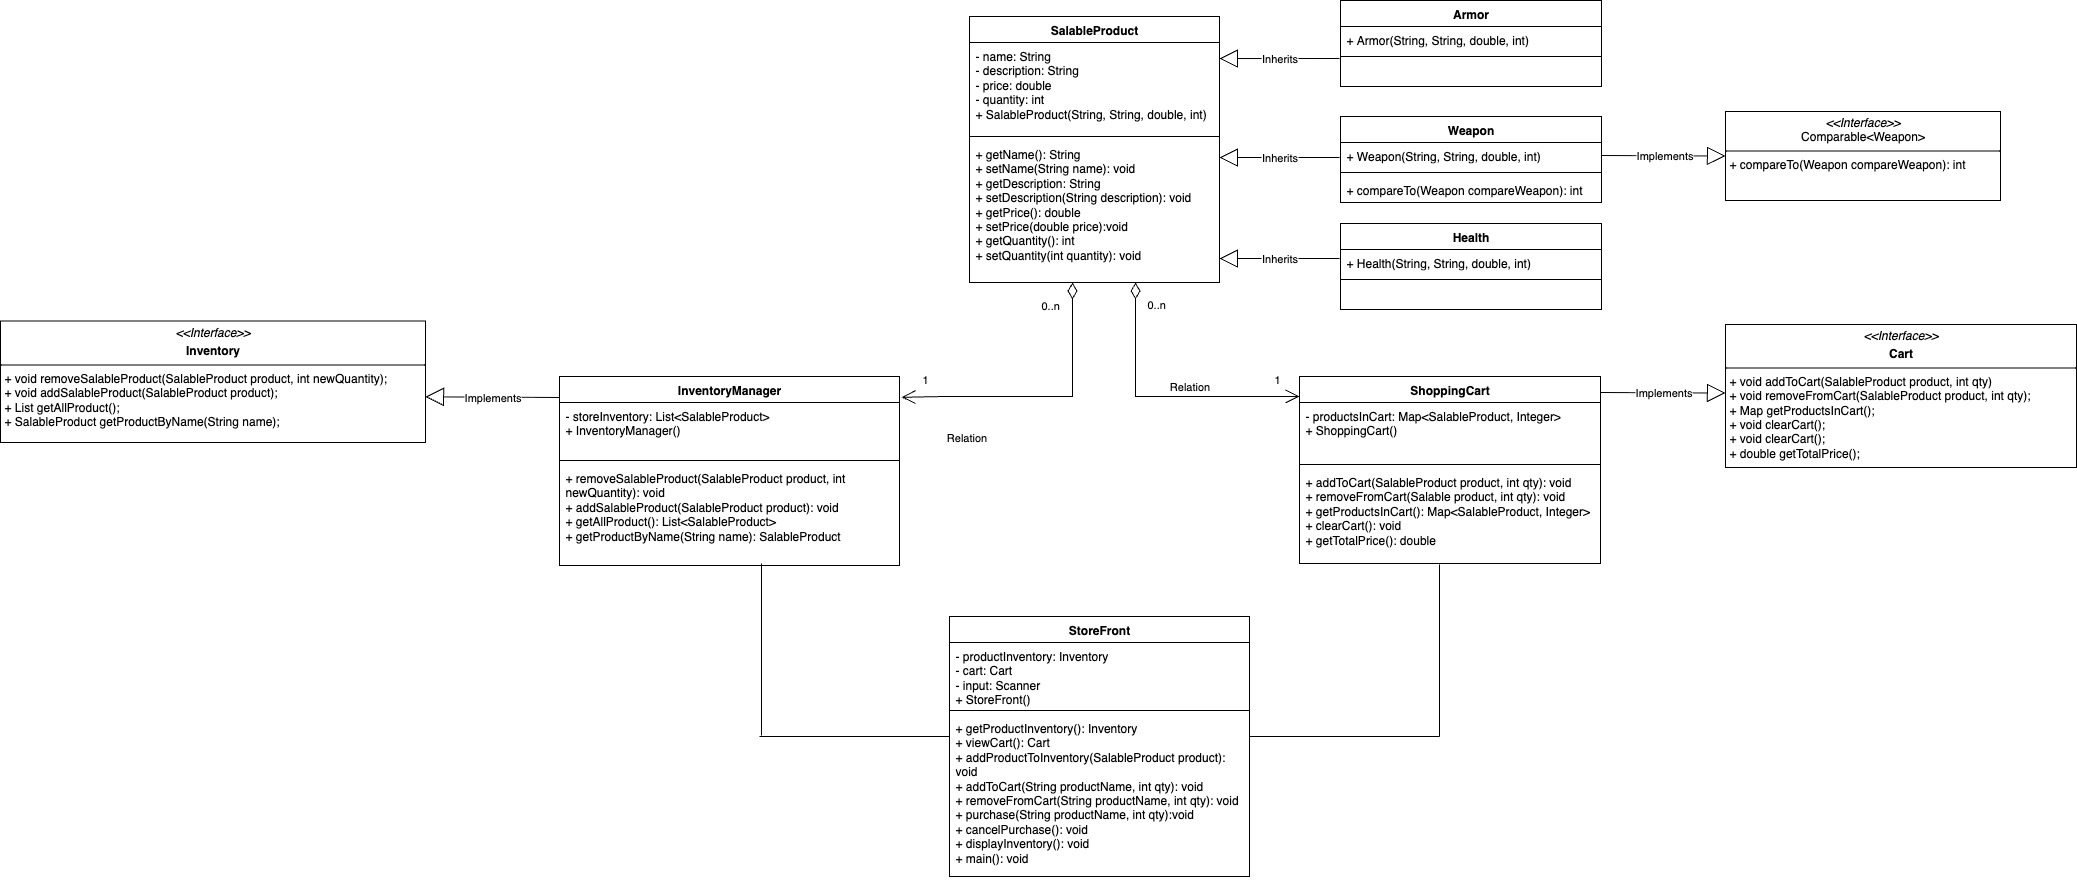 SalableProduct
- name: String
- description: String
- price: double
- quantity: int
+ SalableProduct(String, String, double, int)
+ getName(): String
+ setName(String name): void
+ getDescription: String
+ setDescription(String description): void
+ getPrice(): double
+ setPrice(double price):void
+ getQuantity(): int
+ setQuantity(int quantity): void
Inherits
Armor
+ Armor(String, String, double, int)
Inherits
Weapon
+ Weapon(String, String, double, int)
+ compareTo(Weapon compareWeapon): int
Implements
<<Interface>>
Comparable<Weapon>
+ compareTo(Weapon compareWeapon): int
Inherits
Health
+ Health(String, String, double, int)
0..n
0..n
<<Interface>>
Inventory
+ void removeSalableProduct(SalableProduct product, int newQuantity);
+ void addSalableProduct(SalableProduct product);
+ List getAllProduct();
+ SalableProduct getProductByName(String name);
Implements
InventoryManager
- storeInventory: List<SalableProduct>
+ InventoryManager()
+ removeSalableProduct(SalableProduct product, int
newQuantity): void
+ addSalableProduct(SalableProduct product): void
+ getAllProduct(): List<SalableProduct>
+ getProductByName(String name): SalableProduct
1
Relation
Relation
1
ShoppingCart
- productsInCart: Map<SalableProduct, Integer>
+ ShoppingCart()
+ addToCart(SalableProduct product, int qty): void
+ removeFromCart(Salable product, int qty): void
+ getProductsInCart(): Map<SalableProduct, Integer>
+ clearCart(): void
+ getTotalPrice(): double
Implements
<<Interface>>
Cart
+ void addToCart(SalableProduct product, int qty)
+ void removeFromCart(SalableProduct product, int qty);
+ Map getProductsInCart();
+ void clearCart();
+ void clearCart();
+ double getTotalPrice();
StoreFront
- productInventory: Inventory
- cart: Cart
- input: Scanner
+ StoreFront()
+ getProductInventory(): Inventory
+ viewCart(): Cart
+ addProductToInventory(SalableProduct product):
void
+ addToCart(String productName, int qty): void
+ removeFromCart(String productName, int qty): void
+ purchase(String productName, int qty):void
+ cancelPurchase(): void
+ displayInventory(): void
+ main(): void